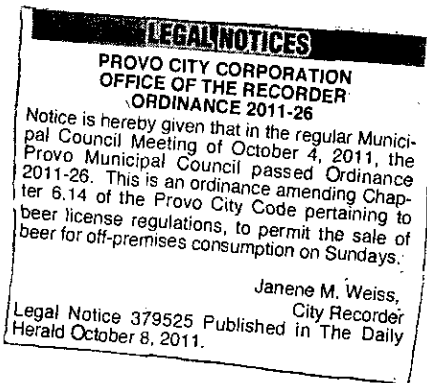 LEGAL NOTICES
PROVO CITY CORPORATION
OFFICE OF THE RECORDER
ORDINANCE 2011-26
Notice is hereby given that in the regular Munici-
pal Council Meeting of October 4, 2011, the
Provo Municipal Council passed Ordinance
2011-26. This is an ordinance amending Chap-
ter 6.14 of the Provo City Code pertaining to
beer license regulations, to permit the sale of
beer for off-premises consumption on Sundays.
Janene M. Weiss,
City Recorder
Legal Notice 379525 Published in The Daily
Herald October 8, 2011.